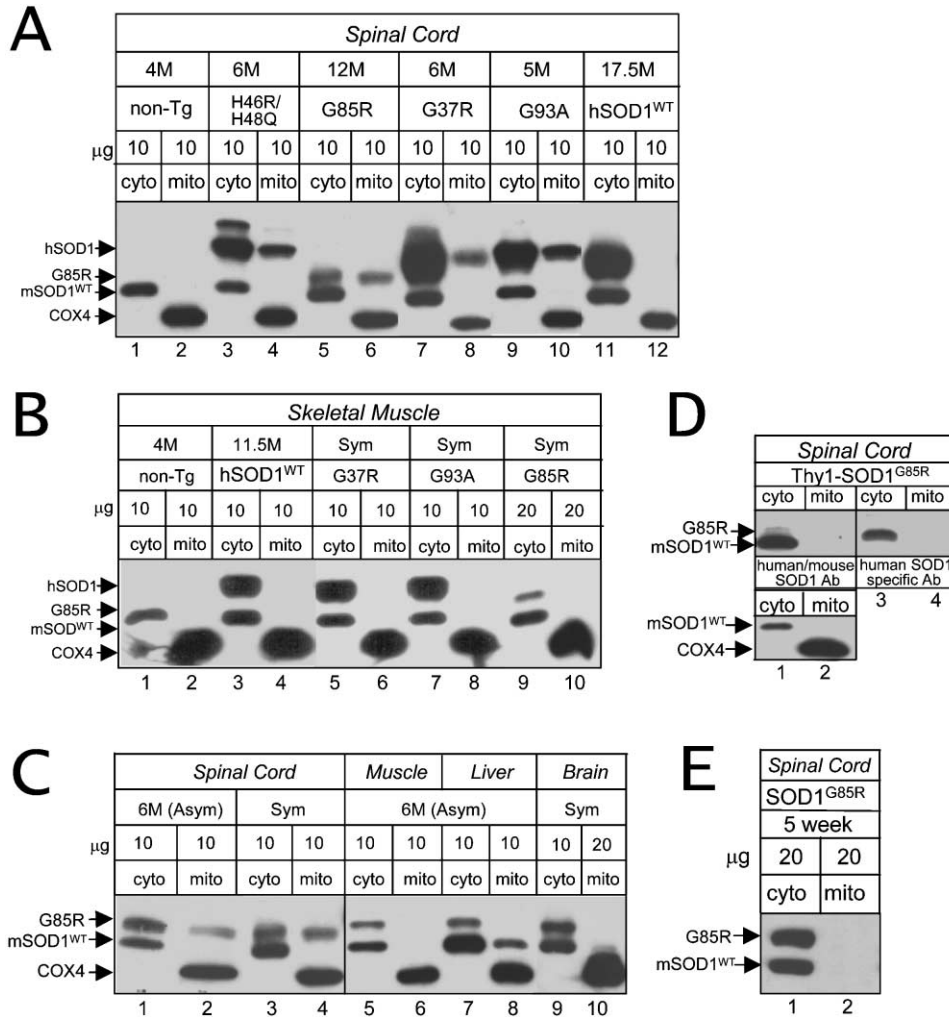 A
Spinal Cord
4M 6M 12M 6M 5M 17.5M
non-Tg H46R/ H48Q G85R G37R G93A hSOD1WT
µg 10 10 10 10 10 10 10 10 10 10 10 10
cyto mito cyto mito cyto mito cyto mito cyto mito cyto mito
hSOD1
G85R
mSOD1WT
COX4
1 2 3 4 5 6 7 8 9 10 11 12
B
Skeletal Muscle
4M 11.5M Sym Sym Sym
non-Tg hSOD1WT G37R G93A G85R
µg 10 10 10 10 10 10 10 10 20 20
cyto mito cyto mito cyto mito cyto mito cyto mito
hSOD1
G85R
mSODWT
COX4
1 2 3 4 5 6 7 8 9 10
D
Spinal Cord
Thy1-SOD1G85R
cyto mito cyto mito
G85R
mSOD1WT
human/mouse human SOD1
SOD1 Ab specific Ab
cyto mito 3 4
mSOD1WT
COX4
1 2
C
Spinal Cord Muscle Liver Brain
6M (Asym) Sym 6M (Asym) Sym
µg 10 10 10 10 10 10 10 10 10 20
cyto mito cyto mito cyto mito cyto mito cyto mito
G85R
mSOD1WT
COX4
1 2 3 4 5 6 7 8 9 10
E
Spinal Cord
SOD1G85R
5 week
µg 20 20
cyto mito
G85R
mSOD1WT
1 2